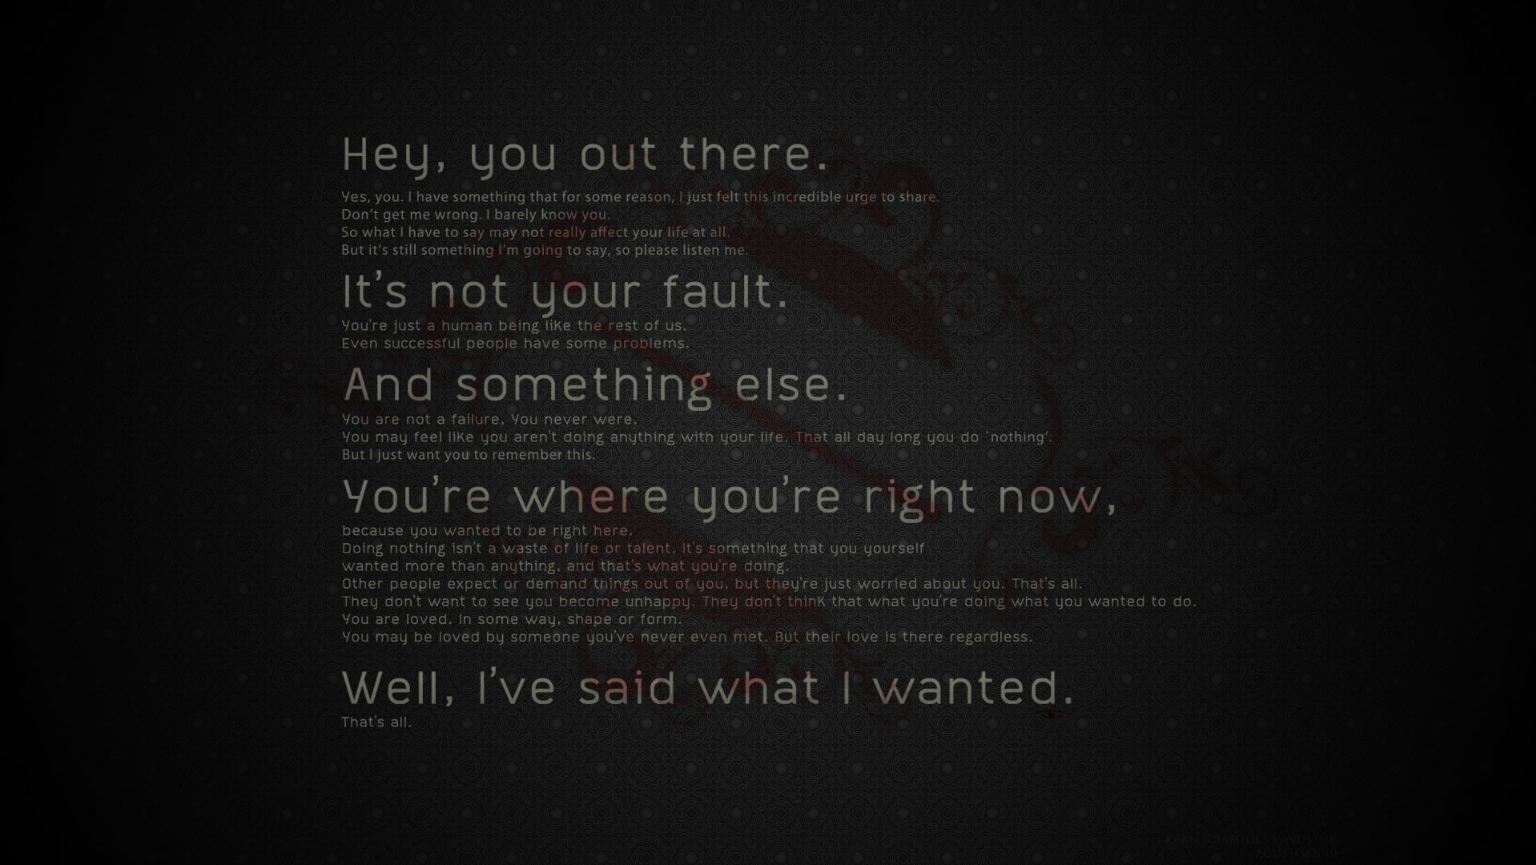 Hey, you out there.
Yes, you. I have something that for some reason, I just felt this incredible urge to share.
Don't get me wrong. I barely know you.
So what I have to say may not really affect your life at all.
But it's still something I'm going to say, so please listen me.
It's not your fault.
You're just a human being like the rest of us.
Even successful people have some problems.
And something else.
You are not a failure, You never were.
You may feel like you aren't doing anything with your life. That all day long you do `nothing'.
But I just want you to remember this.
You're where you're right now,
because you wanted to be right here.
Doing nothing isn't a waste of life or talent. It's something that you yourself
wanted more than anything, and that's what you're doing.
Other people expect or demand things out of you, but they're just worried about you. That's all.
They don't want to see you become unhappy. They don't think that what you're doing what you wanted to do.
You are loved. In some way, shape or form.
You may be loved by someone you've never even met. But their love is there regardless.
Well, I've said what I wanted.
That's all.